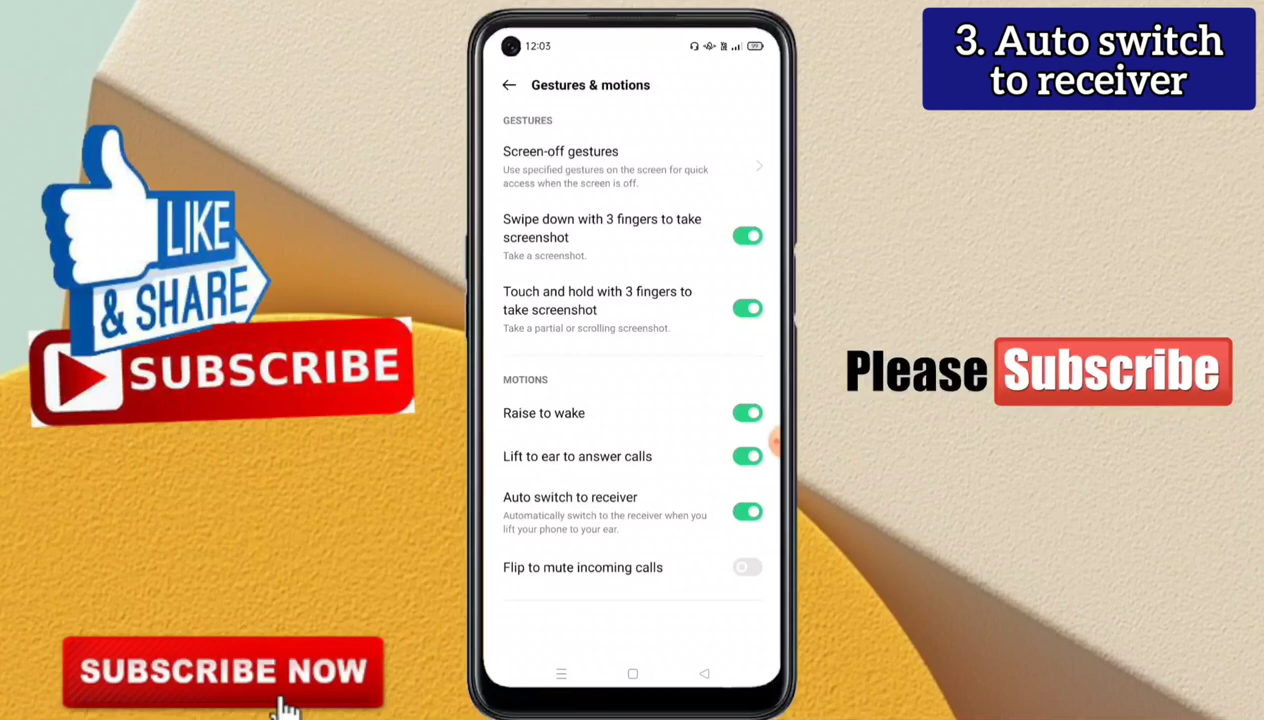 3. Auto switch
to receiver
12:03
Gestures & motions
GESTURES
Screen-off gestures
Use specified gestures on the screen for quick
access when the screen is off.
Swipe down with 3 fingers to take
screenshot
Take a screenshot.
Touch and hold with 3 fingers to
take screenshot
Take a partial or scrolling screenshot.
MOTIONS
Raise to wake
Lift to ear to answer calls
Auto switch to receiver
Automatically switch to the receiver when you
lift your phone to your ear.
Flip to mute incoming calls
LIKE
& SHARE
SUBSCRIBE
SUBSCRIBE NOW
Please Subscribe